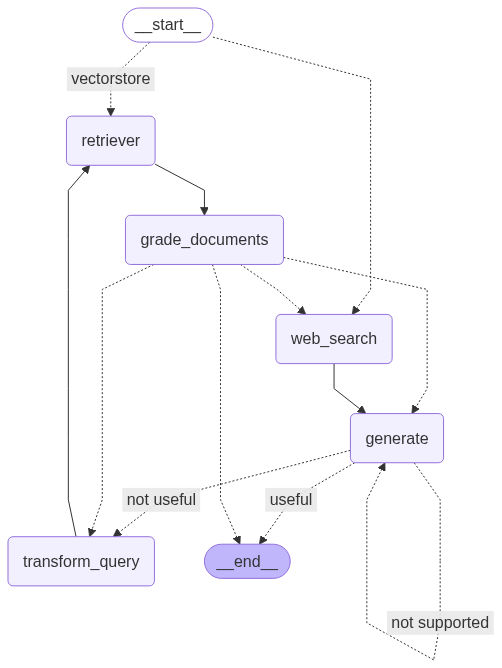 __start__
vectorstore
retriever
grade_documents
web_search
generate
not useful
useful
transform_query
__end__
not supported